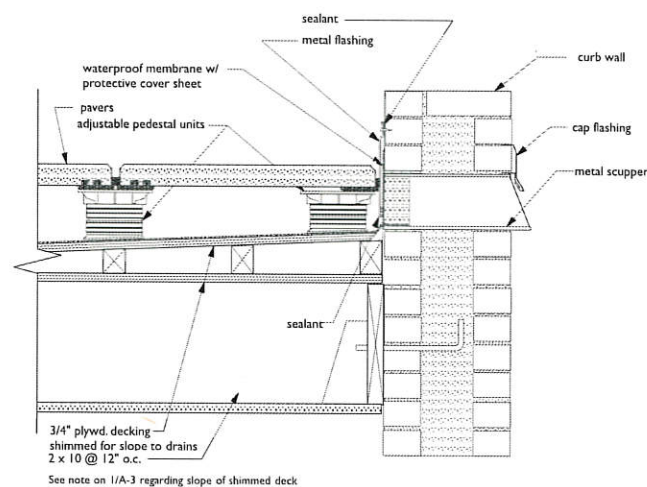 sealant
metal flashing
curb wall
waterproof membrane w/
protective cover sheet
pavers
adjustable pedestal units
cap flashing
metal scupper
sealant
3/4" plywd. decking
shimmed for slope to drains
2 x 10 @ 12" o.c.
See note on 1/A-3 regarding slope of shimmed deck